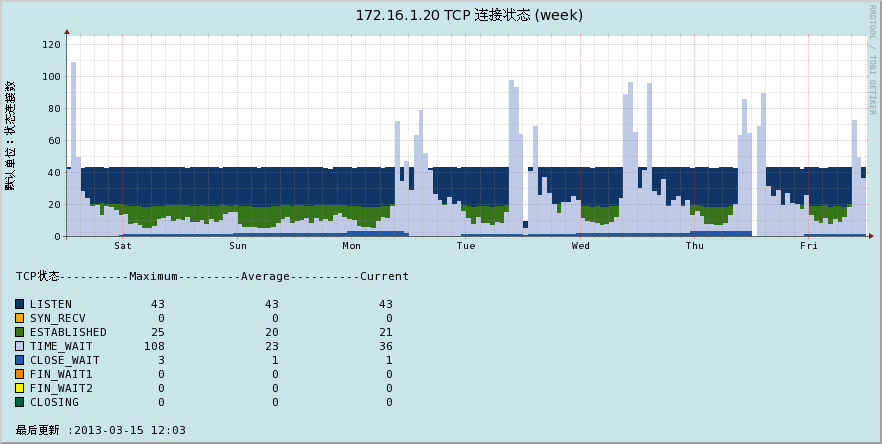 172.16.1.20 TCP 连接状态 (week)
RRDTOOL / TOBI OETIKER
默认单位：状态连接数
120
100
80
60
40
20
0
Sat Sun Mon Tue Wed Thu Fri
TCP状态----------Maximum---------Average----------Current
LISTEN 43 43 43
SYN_RECV 0 0 0
ESTABLISHED 25 20 21
TIME_WAIT 108 23 36
CLOSE_WAIT 3 1 1
FIN_WAIT1 0 0 0
FIN_WAIT2 0 0 0
CLOSING 0 0 0
最后更新 :2013-03-15 12:03